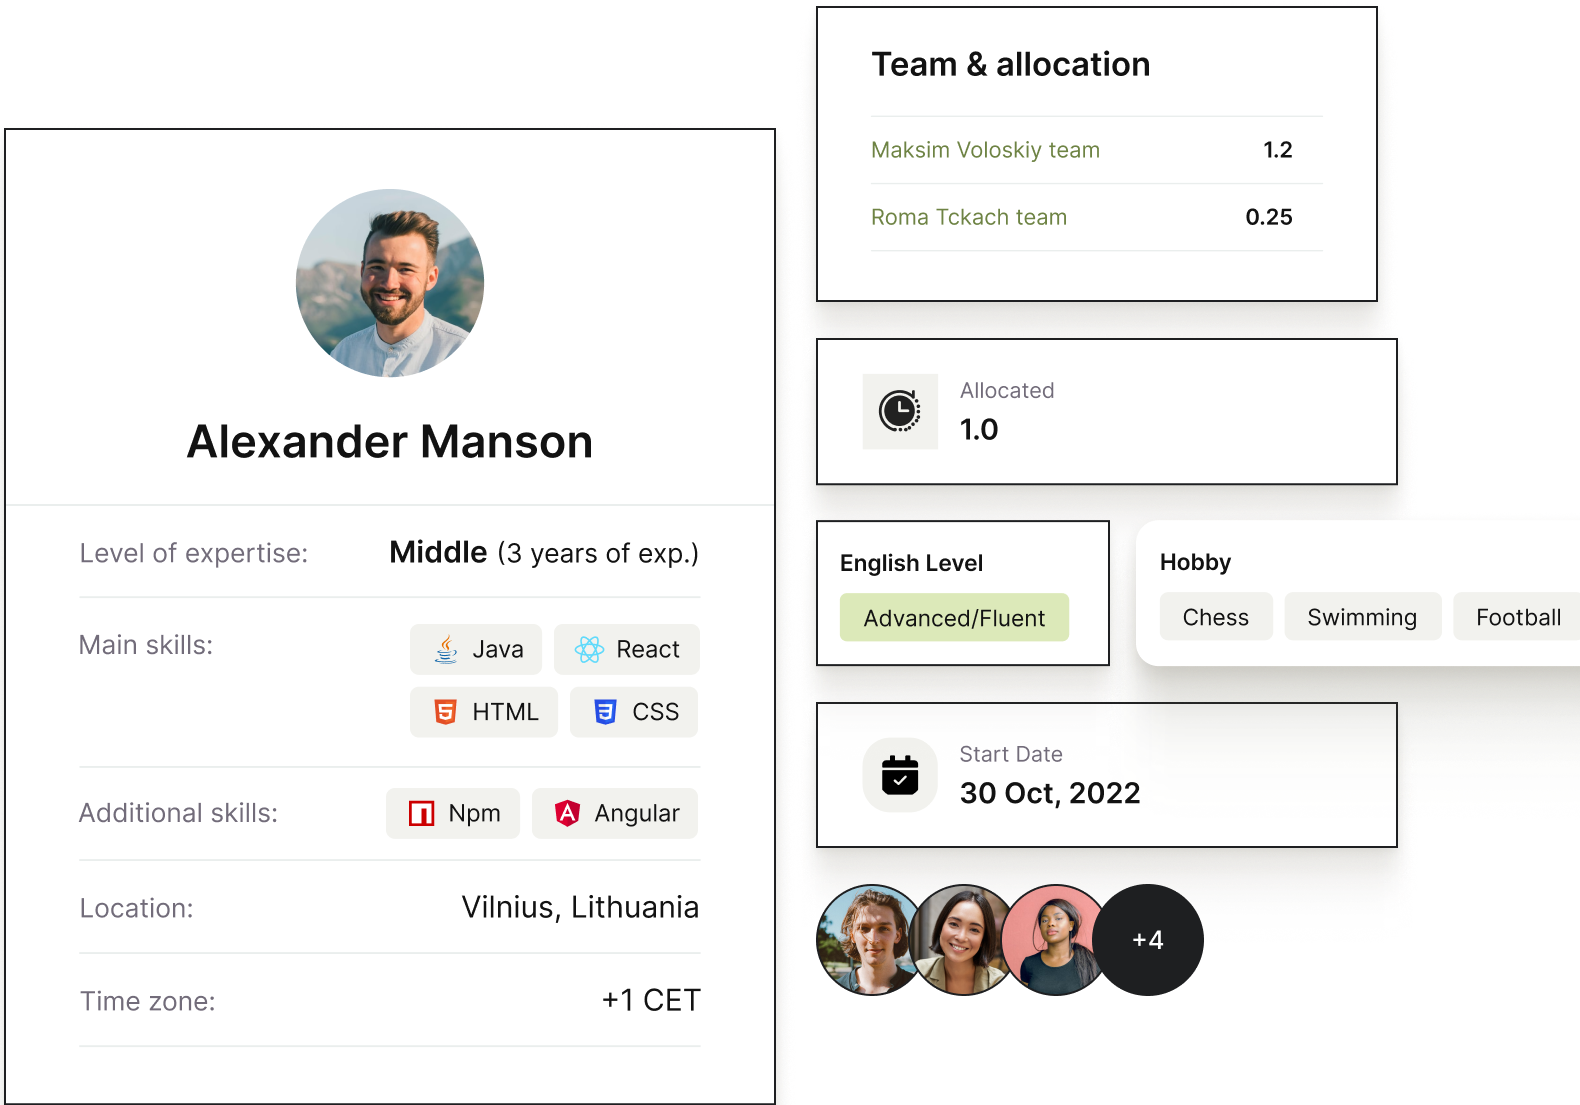 Alexander Manson
Level of expertise: Middle (3 years of exp.)
Main skills: Java React
HTML CSS
Additional skills: Npm Angular
Location: Vilnius, Lithuania
Time zone: +1 CET
Team & allocation
Maksim Voloskiy team 1.2
Roma Tckach team 0.25
Allocated
1.0
English Level
Advanced/Fluent
Hobby
Chess Swimming Football
Start Date
30 Oct, 2022
+4